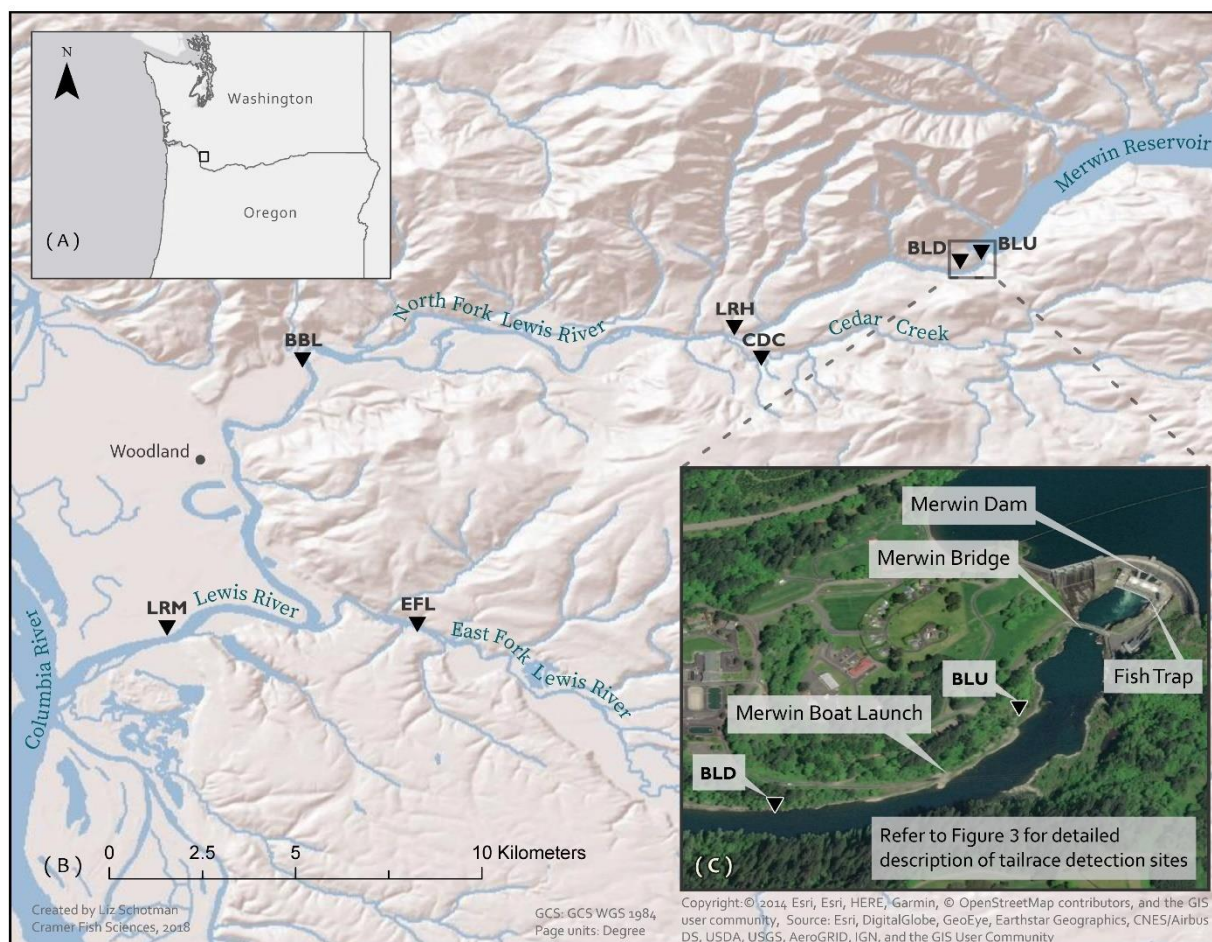 N
Washington
Oregon
( A )
Merwin Reservoir
BLD
BLU
North Fork Lewis River
LRH
CDC
Cedar Creek
BBL
Woodland
LRM
Lewis River
EFL
East Fork Lewis River
Columbia River
Merwin Dam
Merwin Bridge
Fish Trap
BLU
Merwin Boat Launch
BLD
Refer to Figure 3 for detailed
description of tailrace detection sites
( C )
( B )
0 2.5 5 10 Kilometers
Created by Liz Schotman
Cramer Fish Sciences, 2018
GCS: GCS WGS 1984
Page units: Degree
Copyright:© 2014 Esri, Esri, HERE, Garmin, © OpenStreetMap contributors, and the GIS
user community, Source: Esri, DigitalGlobe, GeoEye, Earthstar Geographics, CNES/Airbus
DS, USDA, USGS, AeroGRID, IGN, and the GIS User Community